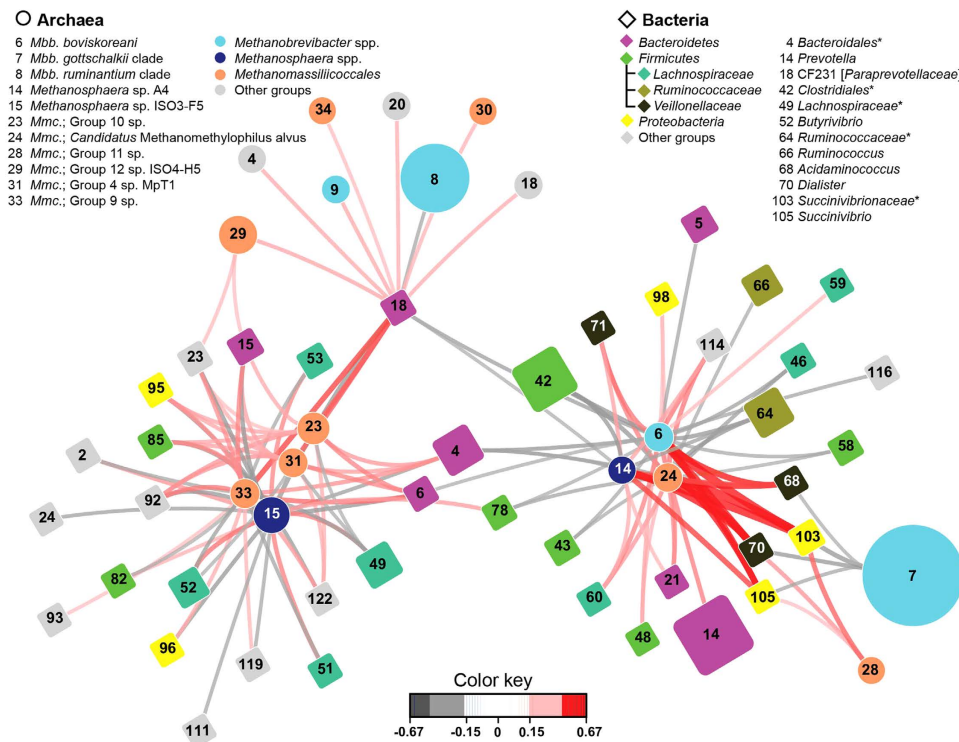 Archaea
6 Mbb. boviskoreani
7 Mbb. gottschalkii clade
8 Mbb. ruminantium clade
14 Methanosphaera sp. A4
15 Methanosphaera sp. ISO3-F5
23 Mmc.; Group 10 sp.
24 Mmc.; Candidatus Methanomethylophilus alvus
28 Mmc.; Group 11 sp.
29 Mmc.; Group 12 sp. ISO4-H5
31 Mmc.; Group 4 sp. MpT1
33 Mmc.; Group 9 sp.
Methanobrevibacter spp.
Methanosphaera spp.
Methanomassiliicoccales
Other groups
Bacteria
Bacteroidetes
Firmicutes
Lachnospiraceae
Ruminococcaceae
Veillonellaceae
Proteobacteria
Other groups
4 Bacteroidales*
14 Prevotella
18 CF231 [Paraprevotellaceae]
42 Clostridiales*
49 Lachnospiraceae*
52 Butyrivibrio
64 Ruminococcaceae*
66 Ruminococcus
68 Acidaminococcus
70 Dialister
103 Succinivibrionaceae*
105 Succinivibrio
34
20
30
4
9
8
18
29
18
23
15
53
95
23
85
31
4
2
33
6
92
15
24
78
49
82
52
122
93
96
119
51
111
5
98
66
59
71
114
46
116
42
64
6
58
14
24
68
43
70
103
7
21
60
105
14
48
28
Color key
-0.67 -0.15 0 0.15 0.67